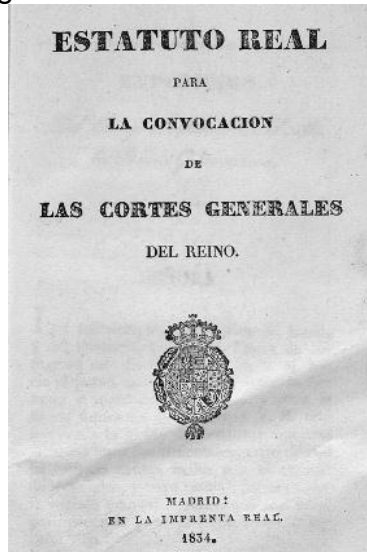 ESTATUTO REAL
PARA
LA CONVOCACION
DE
LAS CORTES GENERALES
DEL REINO.
MADRID:
EN LA IMPRENTA REAL.
1834.